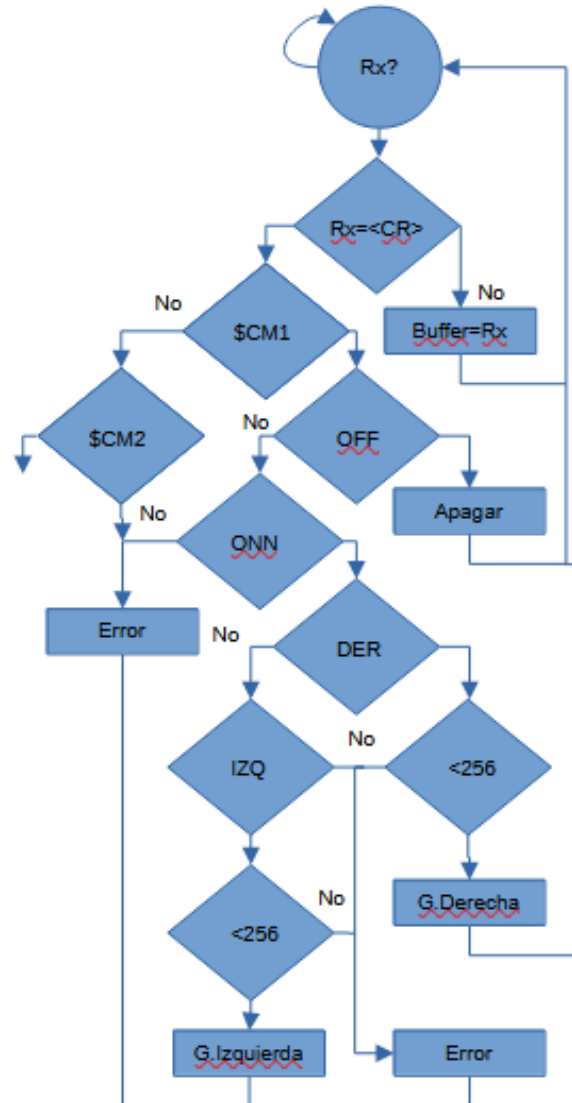 Rx?
Rx=<CR>
No
Buffer=Rx
No
$CM1
$CM2
No
OFF
Apagar
No
ONN
Error
No
DER
IZQ
No
<256
G.Derecha
<256
No
G.Izquierda
Error